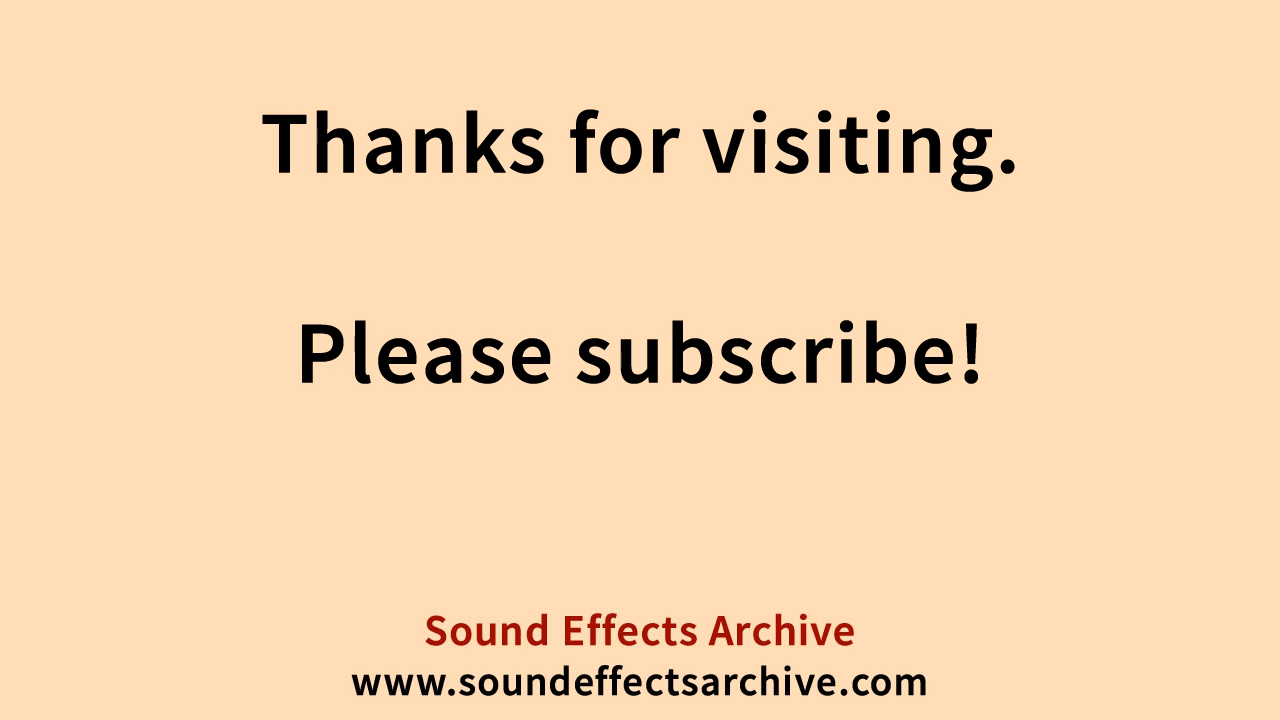 Thanks for visiting.
Please subscribe!
Sound Effects Archive
www.soundeffectsarchive.com